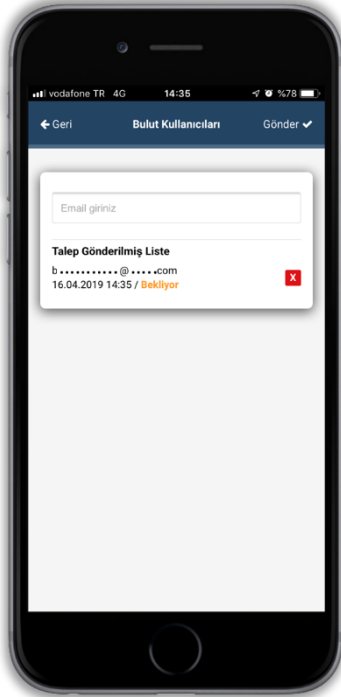 vodafone TR 4G 14:35 %78
Geri Bulut Kullanıcıları Gönder
Email giriniz
Talep Gönderilmiş Liste
b•••••••••••@•••••com
16.04.2019 14:35 / Bekliyor
X